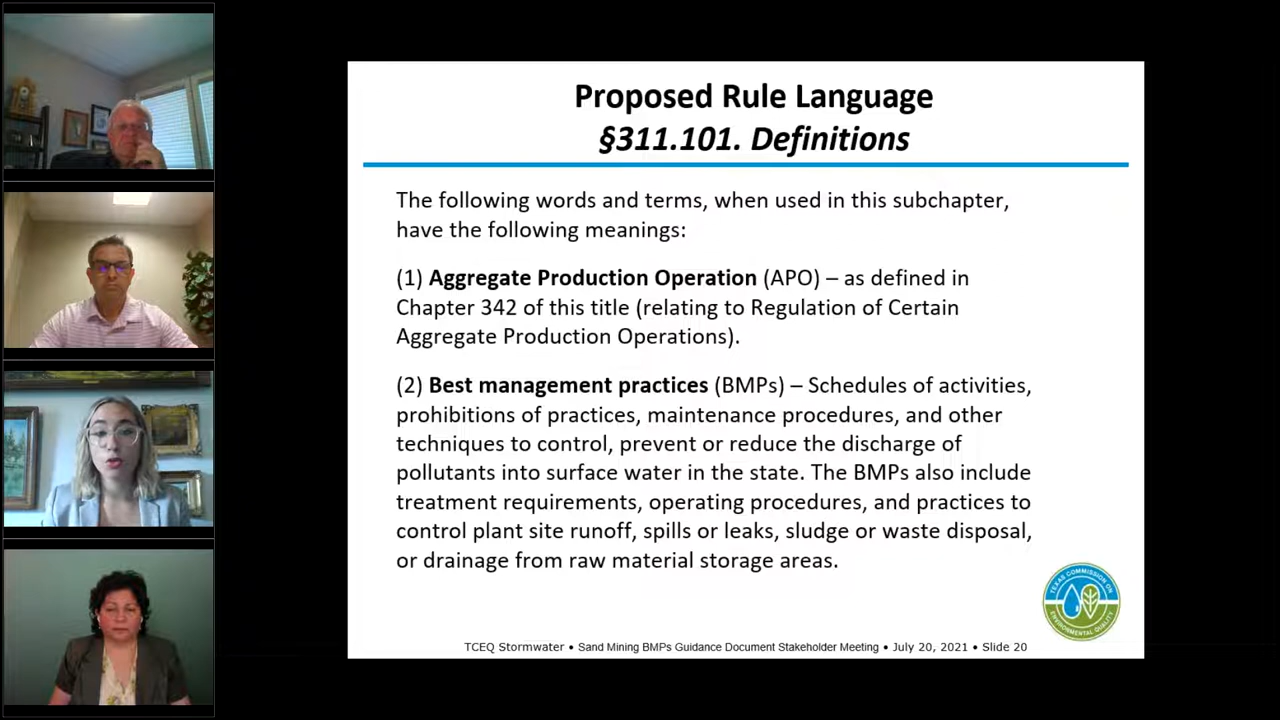 Proposed Rule Language
§311.101. Definitions
The following words and terms, when used in this subchapter,
have the following meanings:
(1) Aggregate Production Operation (APO) – as defined in
Chapter 342 of this title (relating to Regulation of Certain
Aggregate Production Operations).
(2) Best management practices (BMPs) – Schedules of activities,
prohibitions of practices, maintenance procedures, and other
techniques to control, prevent or reduce the discharge of
pollutants into surface water in the state. The BMPs also include
treatment requirements, operating procedures, and practices to
control plant site runoff, spills or leaks, sludge or waste disposal,
or drainage from raw material storage areas.
TEXAS COMMISSION ON
ENVIRONMENTAL QUALITY
TCEQ Stormwater • Sand Mining BMPs Guidance Document Stakeholder Meeting • July 20, 2021 • Slide 20